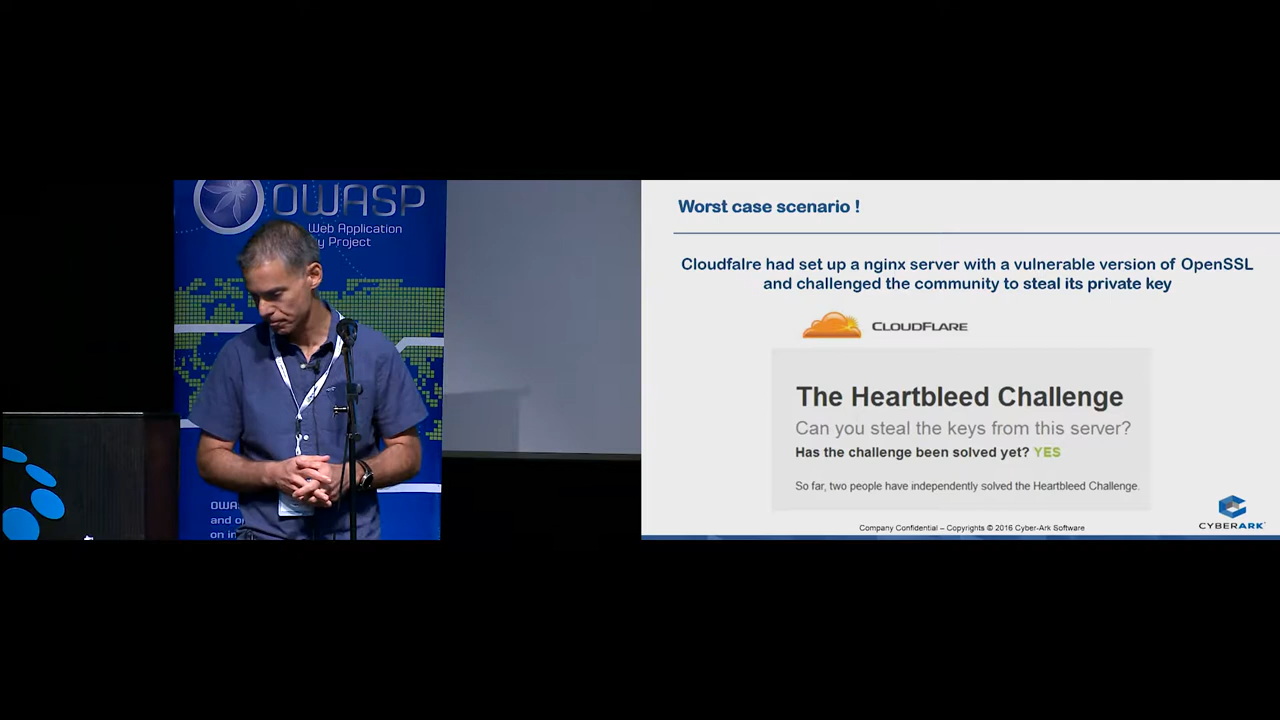 OWASP
Web Application
y Project
OWA
and o
on in
Worst case scenario !
Cloudfalre had set up a nginx server with a vulnerable version of OpenSSL
and challenged the community to steal its private key
CLOUDFLARE
The Heartbleed Challenge
Can you steal the keys from this server?
Has the challenge been solved yet? YES
So far, two people have independently solved the Heartbleed Challenge.
Company Confidential – Copyrights © 2016 Cyber-Ark Software
CYBERARK